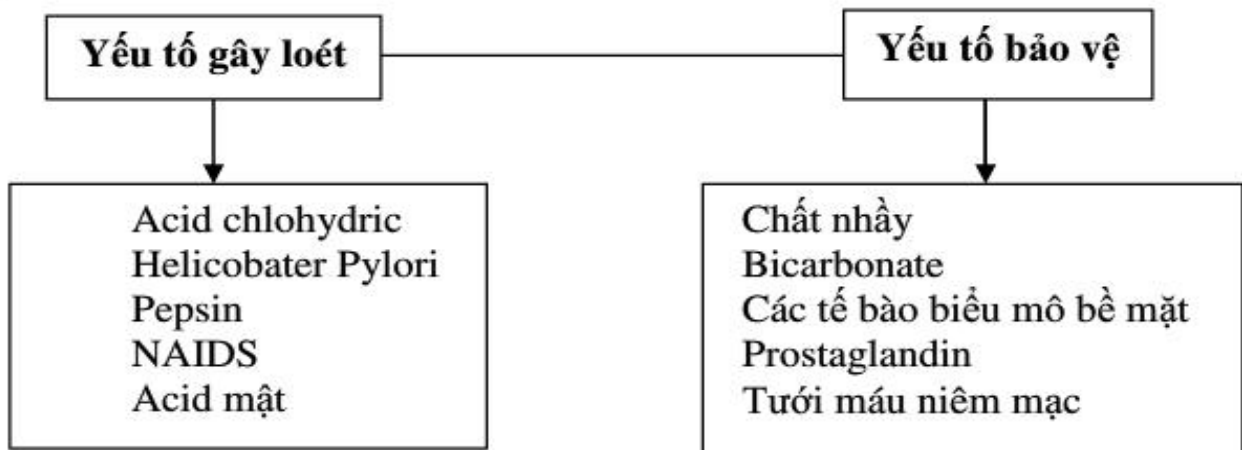 Yếu tố gây loét
Yếu tố bảo vệ
Acid chlohydric
Helicobater Pylori
Pepsin
NAIDS
Acid mật
Chất nhầy
Bicarbonate
Các tế bào biểu mô bề mặt
Prostaglandin
Tưới máu niêm mạc